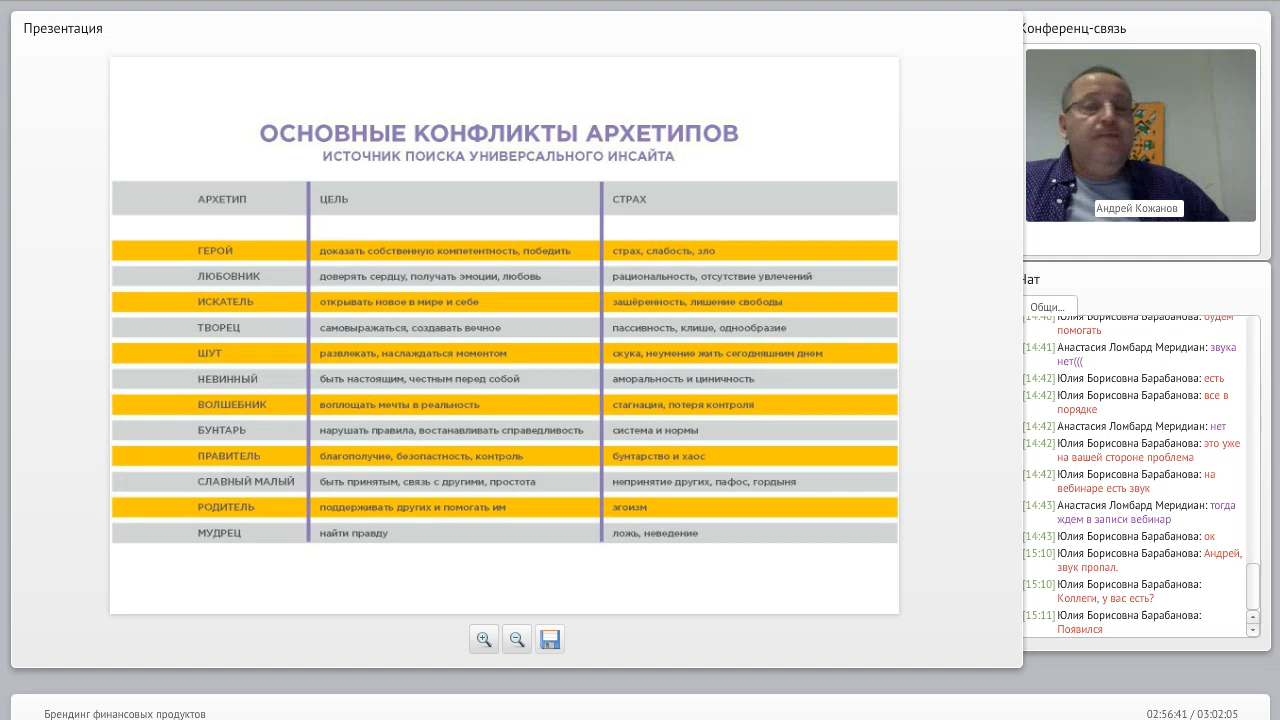 Презентация
ОСНОВНЫЕ КОНФЛИКТЫ АРХЕТИПОВ
ИСТОЧНИК ПОИСКА УНИВЕРСАЛЬНОГО ИНСАЙТА
АРХЕТИП ЦЕЛЬ СТРАХ
ГЕРОЙ доказать собственную компетентность, победить страх, слабость, зло
ЛЮБОВНИК доверять сердцу, получать эмоции, любовь рациональность, отсутствие увлечений
ИСКАТЕЛЬ открывать новое в мире и себе зашёренность, лишение свободы
ТВОРЕЦ самовыражаться, создавать вечное пассивность, клише, однообразие
ШУТ развлекать, наслаждаться моментом скука, неумение жить сегодняшним днем
НЕВИННЫЙ быть настоящим, честным перед собой аморальность и циничность
ВОЛШЕБНИК воплощать мечты в реальность стагнация, потеря контроля
БУНТАРЬ нарушать правила, востанавливать справедливость система и нормы
ПРАВИТЕЛЬ благополучие, безопастность, контроль бунтарство и хаос
СЛАВНЫЙ МАЛЫЙ быть принятым, связь с другими, простота непринятие других, пафос, гордыня
РОДИТЕЛЬ поддерживать других и помогать им эгоизм
МУДРЕЦ найти правду ложь, неведение
Конференц-связь
Андрей Кожанов
Чат
Общи...
[14:40] Юлия Борисовна Барабанова: будем
помогать
[14:41] Анастасия Ломбард Меридиан: звука
нет(((
[14:42] Юлия Борисовна Барабанова: есть
[14:42] Юлия Борисовна Барабанова: все в
порядке
[14:42] Анастасия Ломбард Меридиан: нет
[14:42] Юлия Борисовна Барабанова: это уже
на вашей стороне проблема
[14:42] Юлия Борисовна Барабанова: на
вебинаре есть звук
[14:43] Анастасия Ломбард Меридиан: тогда
ждем в записи вебинар
[14:43] Юлия Борисовна Барабанова: ок
[15:10] Юлия Борисовна Барабанова: Андрей,
звук пропал.
[15:10] Юлия Борисовна Барабанова:
Коллеги, у вас есть?
[15:11] Юлия Борисовна Барабанова:
Появился
Брендинг финансовых продуктов
02:56:41 / 03:02:05